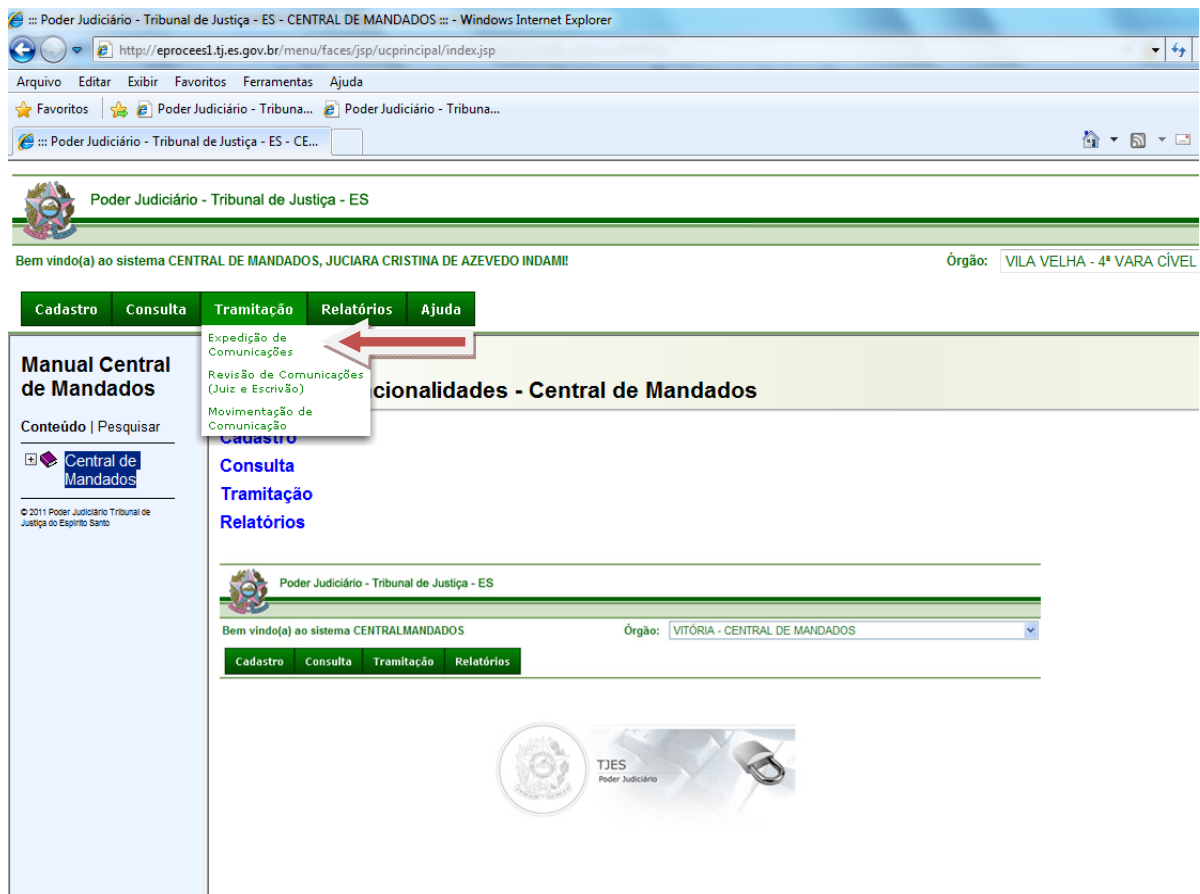 ::: Poder Judiciário - Tribunal de Justiça - ES - CENTRAL DE MANDADOS ::: - Windows Internet Explorer
http://eprocees1.tj.es.gov.br/menu/faces/jsp/ucprincipal/index.jsp
Arquivo Editar Exibir Favoritos Ferramentas Ajuda
Favoritos Poder Judiciário - Tribuna... Poder Judiciário - Tribuna...
::: Poder Judiciário - Tribunal de Justiça - ES - CE...
Poder Judiciário - Tribunal de Justiça - ES
Bem vindo(a) ao sistema CENTRAL DE MANDADOS, JUCIARA CRISTINA DE AZEVEDO INDAMI! Órgão: VILA VELHA - 4ª VARA CÍVEL
Cadastro Consulta Tramitação Relatórios Ajuda
Expedição de
Comunicações
Revisão de Comunicações
(Juiz e Escrivão)
Movimentação de
Comunicação
Manual Central
de Mandados
Conteúdo | Pesquisar
Central de
Mandados
© 2011 Poder Judiciário Tribunal de
Justiça do Espírito Santo
cionalidades - Central de Mandados
Cadastro
Consulta
Tramitação
Relatórios
Poder Judiciário - Tribunal de Justiça - ES
Bem vindo(a) ao sistema CENTRALMANDADOS Órgão: VITÓRIA - CENTRAL DE MANDADOS
Cadastro Consulta Tramitação Relatórios
TJES
Poder Judiciário